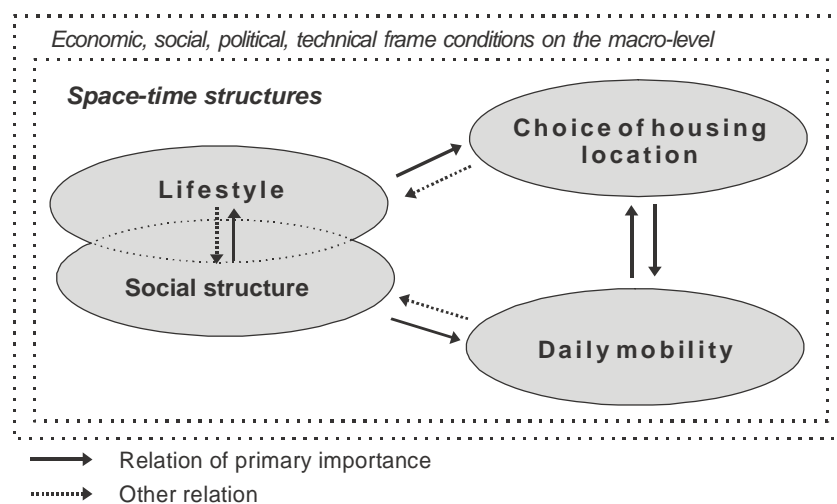 Economic, social, political, technical frame conditions on the macro-level
Space-time structures
Choice of housing
location
Lifestyle
Social structure
Daily mobility
Relation of primary importance
Other relation